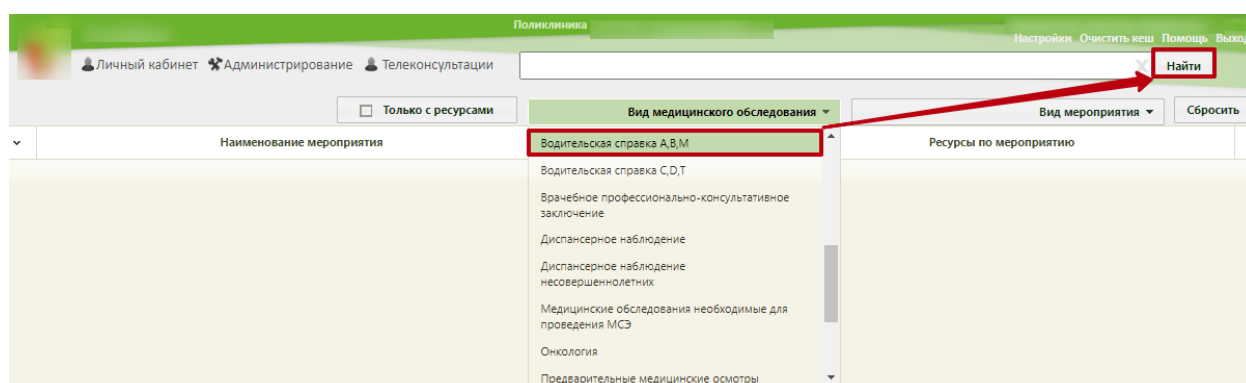 Поликлиника
Настройки Очистить кеш Помощь Выход
Личный кабинет Администрирование Телеконсультации
Найти
Только с ресурсами
Вид медицинского обследования
Вид мероприятия
Сбросить
Наименование мероприятия
Ресурсы по мероприятию
Водительская справка А,В,М
Водительская справка C,D,T
Врачебное профессионально-консультативное
заключение
Диспансерное наблюдение
Диспансерное наблюдение
несовершеннолетних
Медицинские обследования необходимые для
проведения МСЭ
Онкология
Предварительные медицинские осмотры